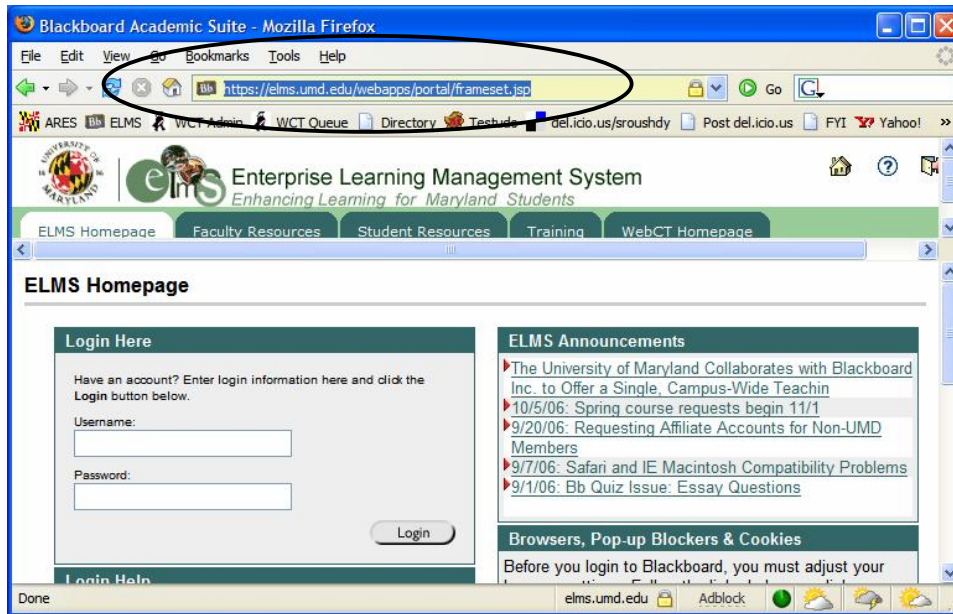 Blackboard Academic Suite - Mozilla Firefox
File Edit View Go Bookmarks Tools Help
Bb https://elms.umd.edu/webapps/portal/frameset.jsp Go G
ARES Bb ELMS WCT Admin WCT Queue Directory Testudo del.icio.us/sroushdy Post del.icio.us FYI Y! Yahoo! »
UNIVERSITY OF MARYLAND
elms Enterprise Learning Management System
Enhancing Learning for Maryland Students
ELMS Homepage Faculty Resources Student Resources Training WebCT Homepage
ELMS Homepage
Login Here
Have an account? Enter login information here and click the
Login button below.
Username:
Password:
Login
Login Help
ELMS Announcements
The University of Maryland Collaborates with Blackboard
Inc. to Offer a Single, Campus-Wide Teachin
10/5/06: Spring course requests begin 11/1
9/20/06: Requesting Affiliate Accounts for Non-UMD
Members
9/7/06: Safari and IE Macintosh Compatibility Problems
9/1/06: Bb Quiz Issue: Essay Questions
Browsers, Pop-up Blockers & Cookies
Before you login to Blackboard, you must adjust your
Done elms.umd.edu Adblock